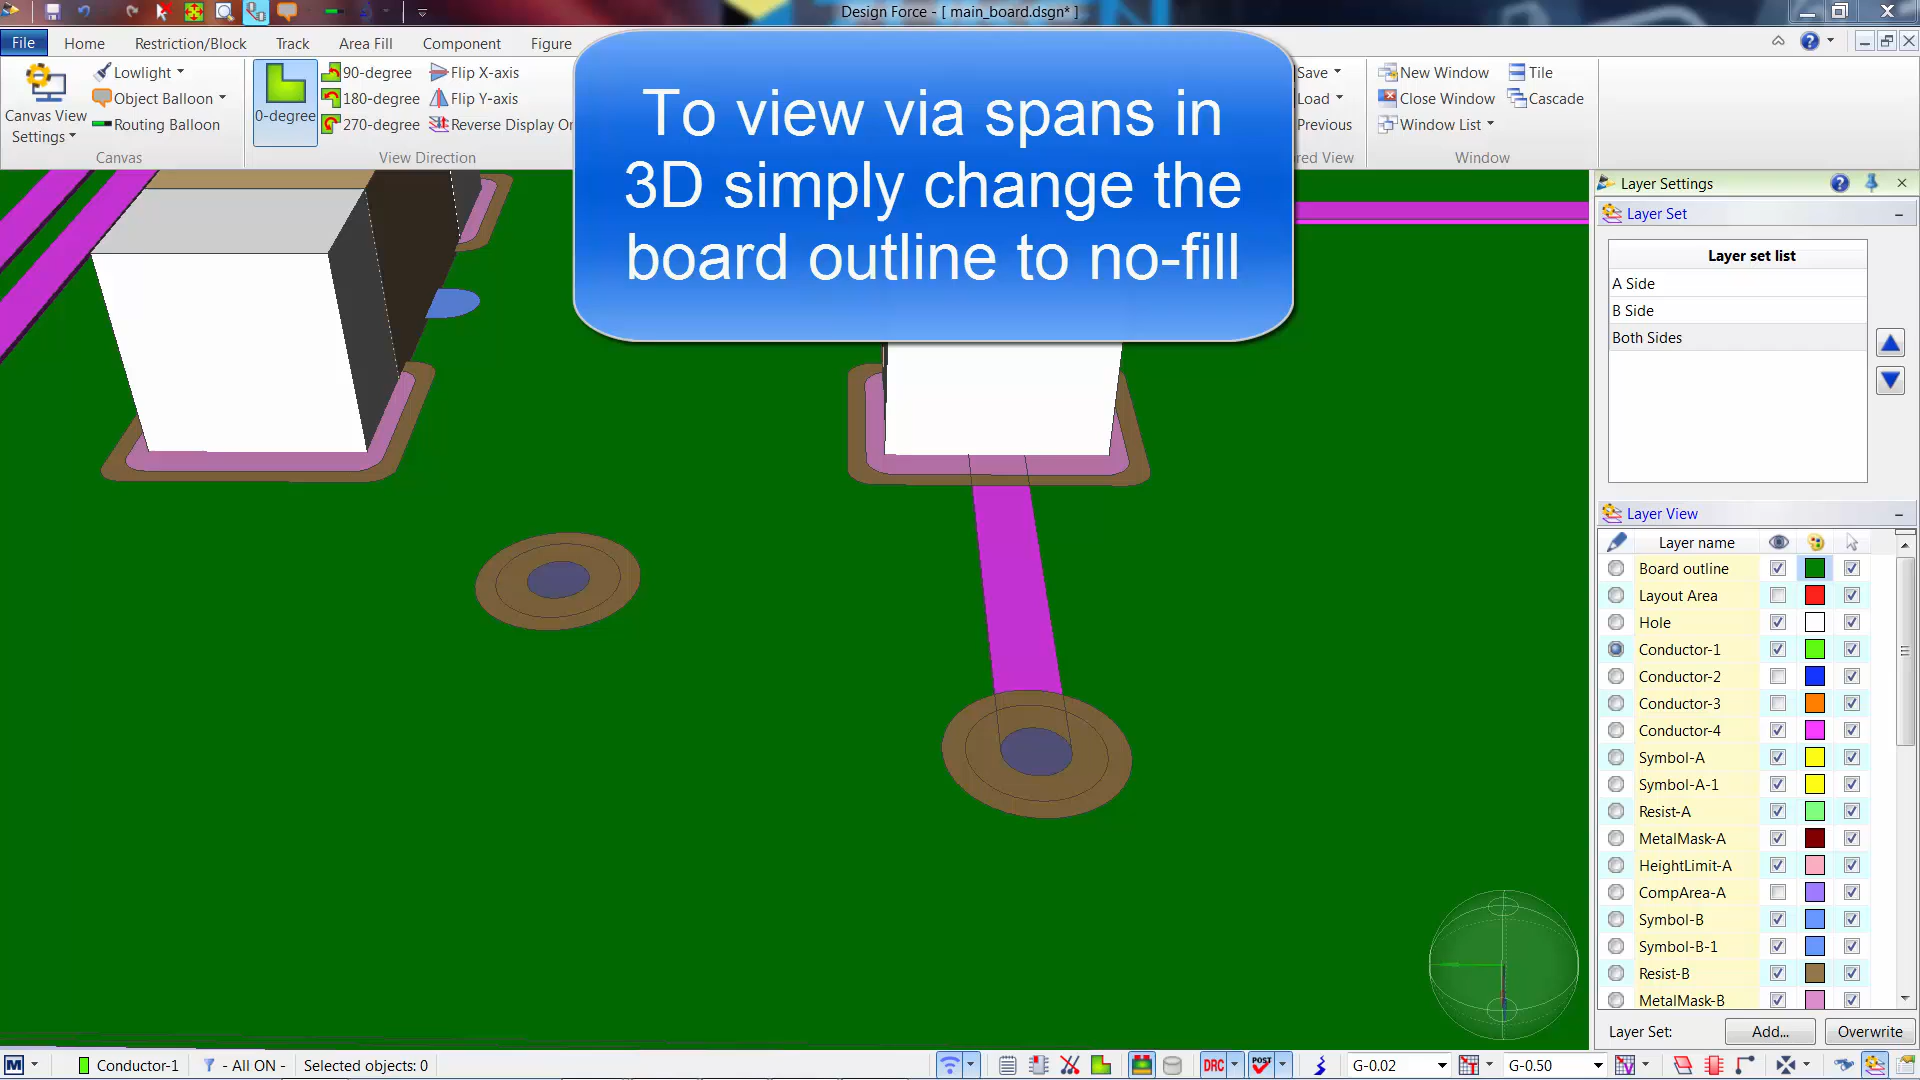 Design Force - [ main_board.dsgn* ]
File
Home
Restriction/Block
Track
Area Fill
Component
Figure
Canvas View
Settings
Lowlight
Object Balloon
Routing Balloon
Canvas
0-degree
90-degree
180-degree
270-degree
Flip X-axis
Flip Y-axis
Reverse Display Or
View Direction
To view via spans in
3D simply change the
board outline to no-fill
Save
Load
Previous
red View
New Window
Close Window
Window List
Tile
Cascade
Window
Layer Settings
Layer Set
Layer set list
A Side
B Side
Both Sides
Layer View
Layer name
Board outline
Layout Area
Hole
Conductor-1
Conductor-2
Conductor-3
Conductor-4
Symbol-A
Symbol-A-1
Resist-A
MetalMask-A
HeightLimit-A
CompArea-A
Symbol-B
Symbol-B-1
Resist-B
MetalMask-B
Layer Set:
Add...
Overwrite
M
Conductor-1
- All ON -
Selected objects: 0
DRC
POST
G-0.02
G-0.50